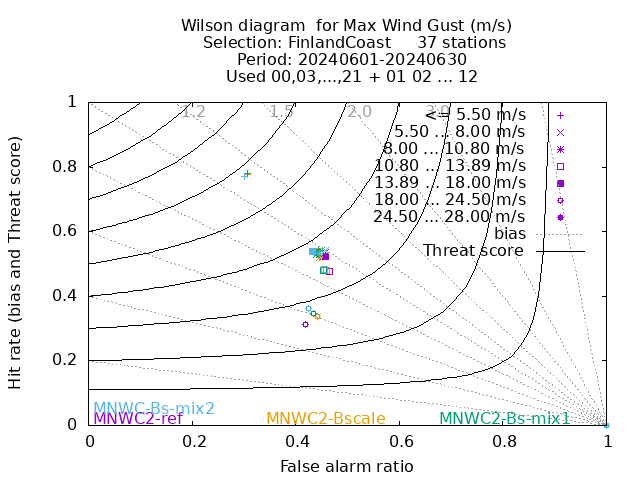 Wilson diagram  for Max Wind Gust (m/s)
Selection: FinlandCoast     37 stations
Period: 20240601-20240630
Used 00,03,...,21 + 01 02 ... 12
1.2 1.5 2.0 3.0
<= 5.50 m/s
5.50 ... 8.00 m/s
8.00 ... 10.80 m/s
10.80 ... 13.89 m/s
13.89 ... 18.00 m/s
18.00 ... 24.50 m/s
24.50 ... 28.00 m/s
bias
Threat score
1
0.8
0.6
0.4
0.2
0
Hit rate (bias and Threat score)
MNWC-Bs-mix2
MNWC2-ref MNWC2-Bscale MNWC2-Bs-mix1
0 0.2 0.4 0.6 0.8 1
False alarm ratio